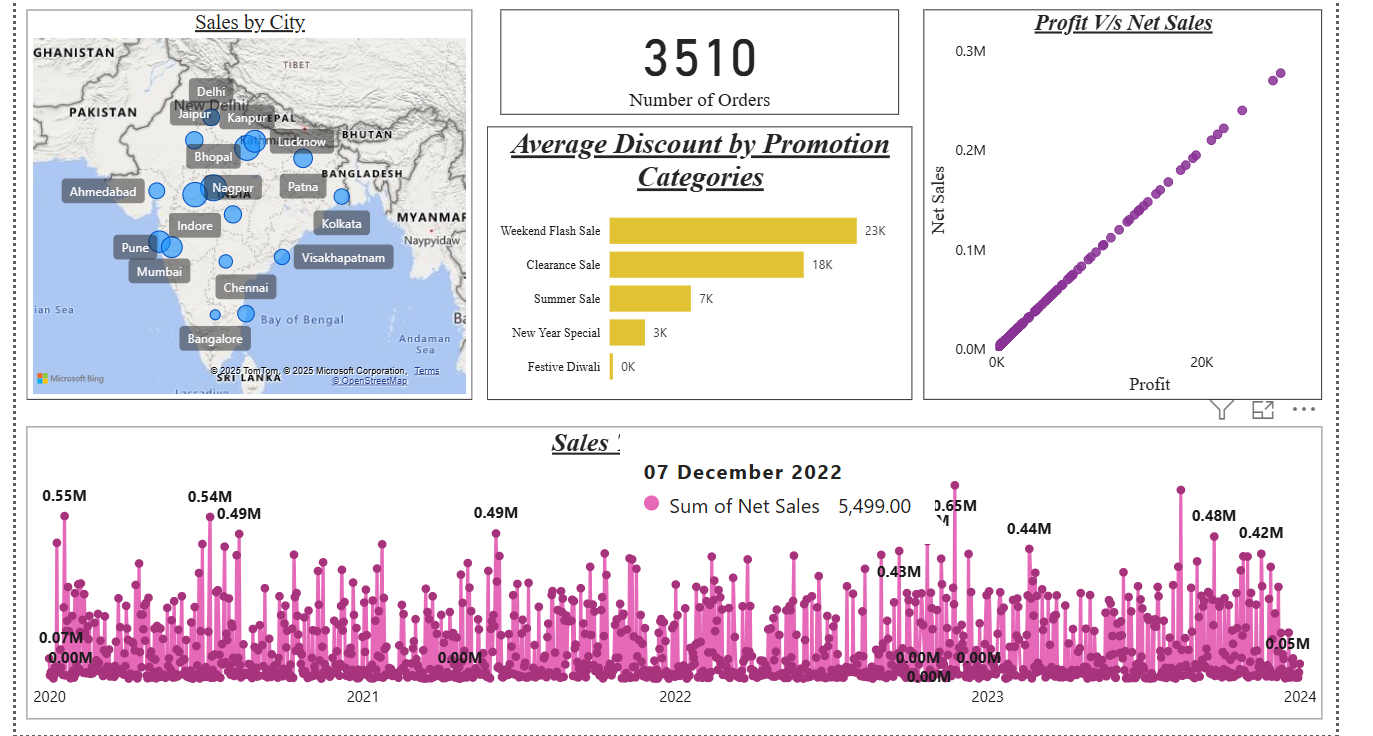 Sales by City
GHANISTAN
TIBET
Delhi
New Delhi
PAKISTAN
Jaipur
Kanpur
EPAL
BHUTAN
Lucknow
Bhopal
BANGLADESH
Ahmedabad
Nagpur
Patna
INDIA
Indore
Kolkata
MYANMAR
Naypyidaw
Pune
Mumbai
Visakhapatnam
Chennai
ian Sea
Bay of Bengal
Ba
Bangalore
Andaman
Sea
© 2025 TomTom, © 2025 Microsoft Corporation, Terms
Microsoft Bing
SRI LANKA
© OpenStreetMap
3510
Number of Orders
Average Discount by Promotion
Categories
Weekend Flash Sale 23K
Clearance Sale 18K
Summer Sale 7K
New Year Special 3K
Festive Diwali 0K
Profit V/s Net Sales
0.3M
0.2M
0.1M
0.0M
Net Sales
0K 20K
Profit
Sales
07 December 2022
Sum of Net Sales 5,499.00
0.55M
0.54M
0.49M
0.49M
0.65M
M
0.43M
0.44M
0.48M
0.42M
0.07M
0.00M
0.00M
0.00M
0.00M
0.00M
0.05M
2020 2021 2022 2023 2024